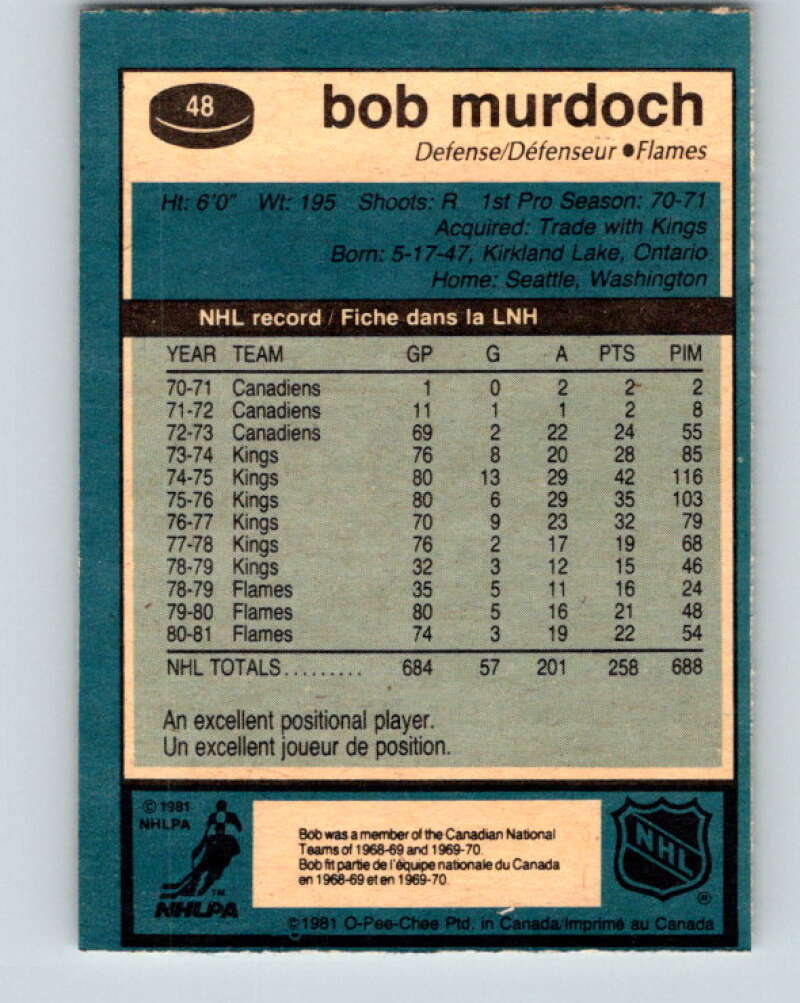 48
bob murdoch
Defense/Défenseur ●Flames
Ht: 6'0" Wt: 195 Shoots: R 1st Pro Season: 70-71
Acquired: Trade with Kings
Born: 5-17-47, Kirkland Lake, Ontario
Home: Seattle, Washington
NHL record / Fiche dans la LNH
YEAR TEAM GP G A PTS PIM
70-71 Canadiens 1 0 2 2 2
71-72 Canadiens 11 1 1 2 8
72-73 Canadiens 69 2 22 24 55
73-74 Kings 76 8 20 28 85
74-75 Kings 80 13 29 42 116
75-76 Kings 80 6 29 35 103
76-77 Kings 70 9 23 32 79
77-78 Kings 76 2 17 19 68
78-79 Kings 32 3 12 15 46
78-79 Flames 35 5 11 16 24
79-80 Flames 80 5 16 21 48
80-81 Flames 74 3 19 22 54
NHL TOTALS......... 684 57 201 258 688
An excellent positional player.
Un excellent joueur de position.
© 1981
NHLPA
Bob was a member of the Canadian National
Teams of 1968-69 and 1969-70.
Bob fit partie de l'équipe nationale du Canada
en 1968-69 et en 1969-70.
TM
NHLPA
NHL
®
©1981 O-Pee-Chee Ptd. in Canada/Imprimé au Canada